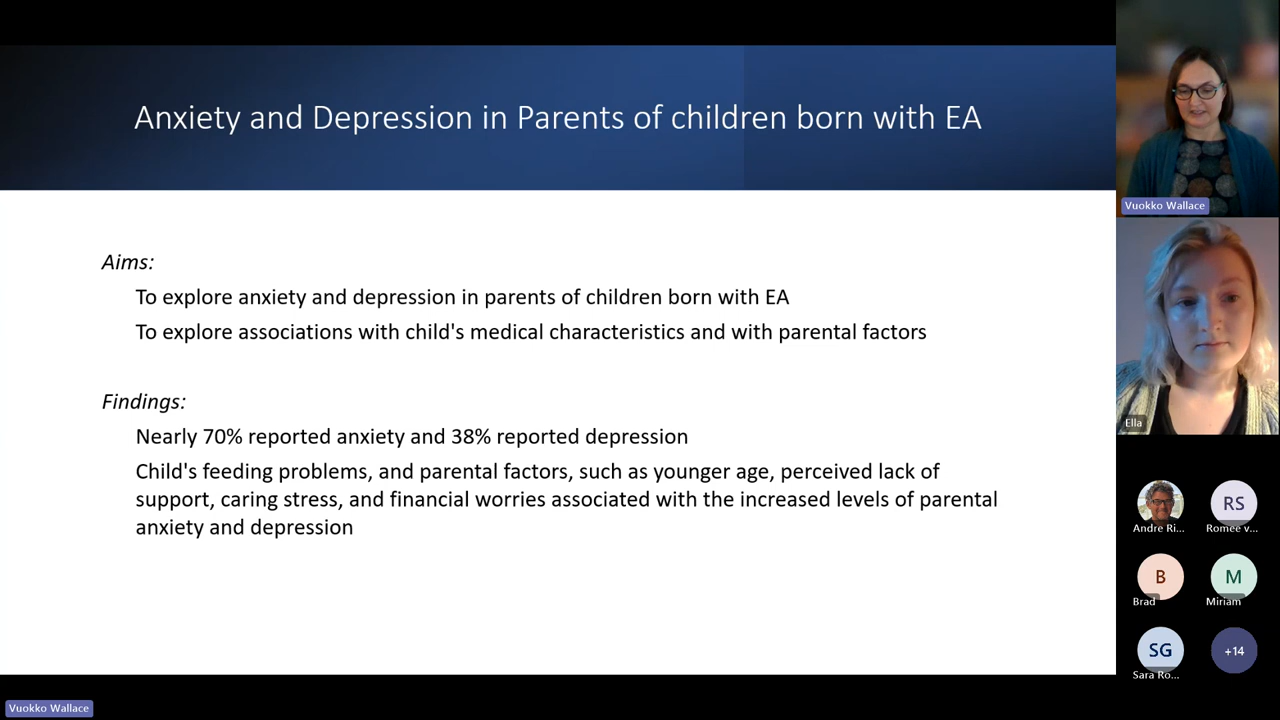 Anxiety and Depression in Parents of children born with EA
Aims:
To explore anxiety and depression in parents of children born with EA
To explore associations with child's medical characteristics and with parental factors
Findings:
Nearly 70% reported anxiety and 38% reported depression
Child's feeding problems, and parental factors, such as younger age, perceived lack of
support, caring stress, and financial worries associated with the increased levels of parental
anxiety and depression
Vuokko Wallace
Vuokko Wallace
Ella
RS
Andre Ri...
Romée v...
B
M
Brad
Miriam
SG
+14
Sara Ro...